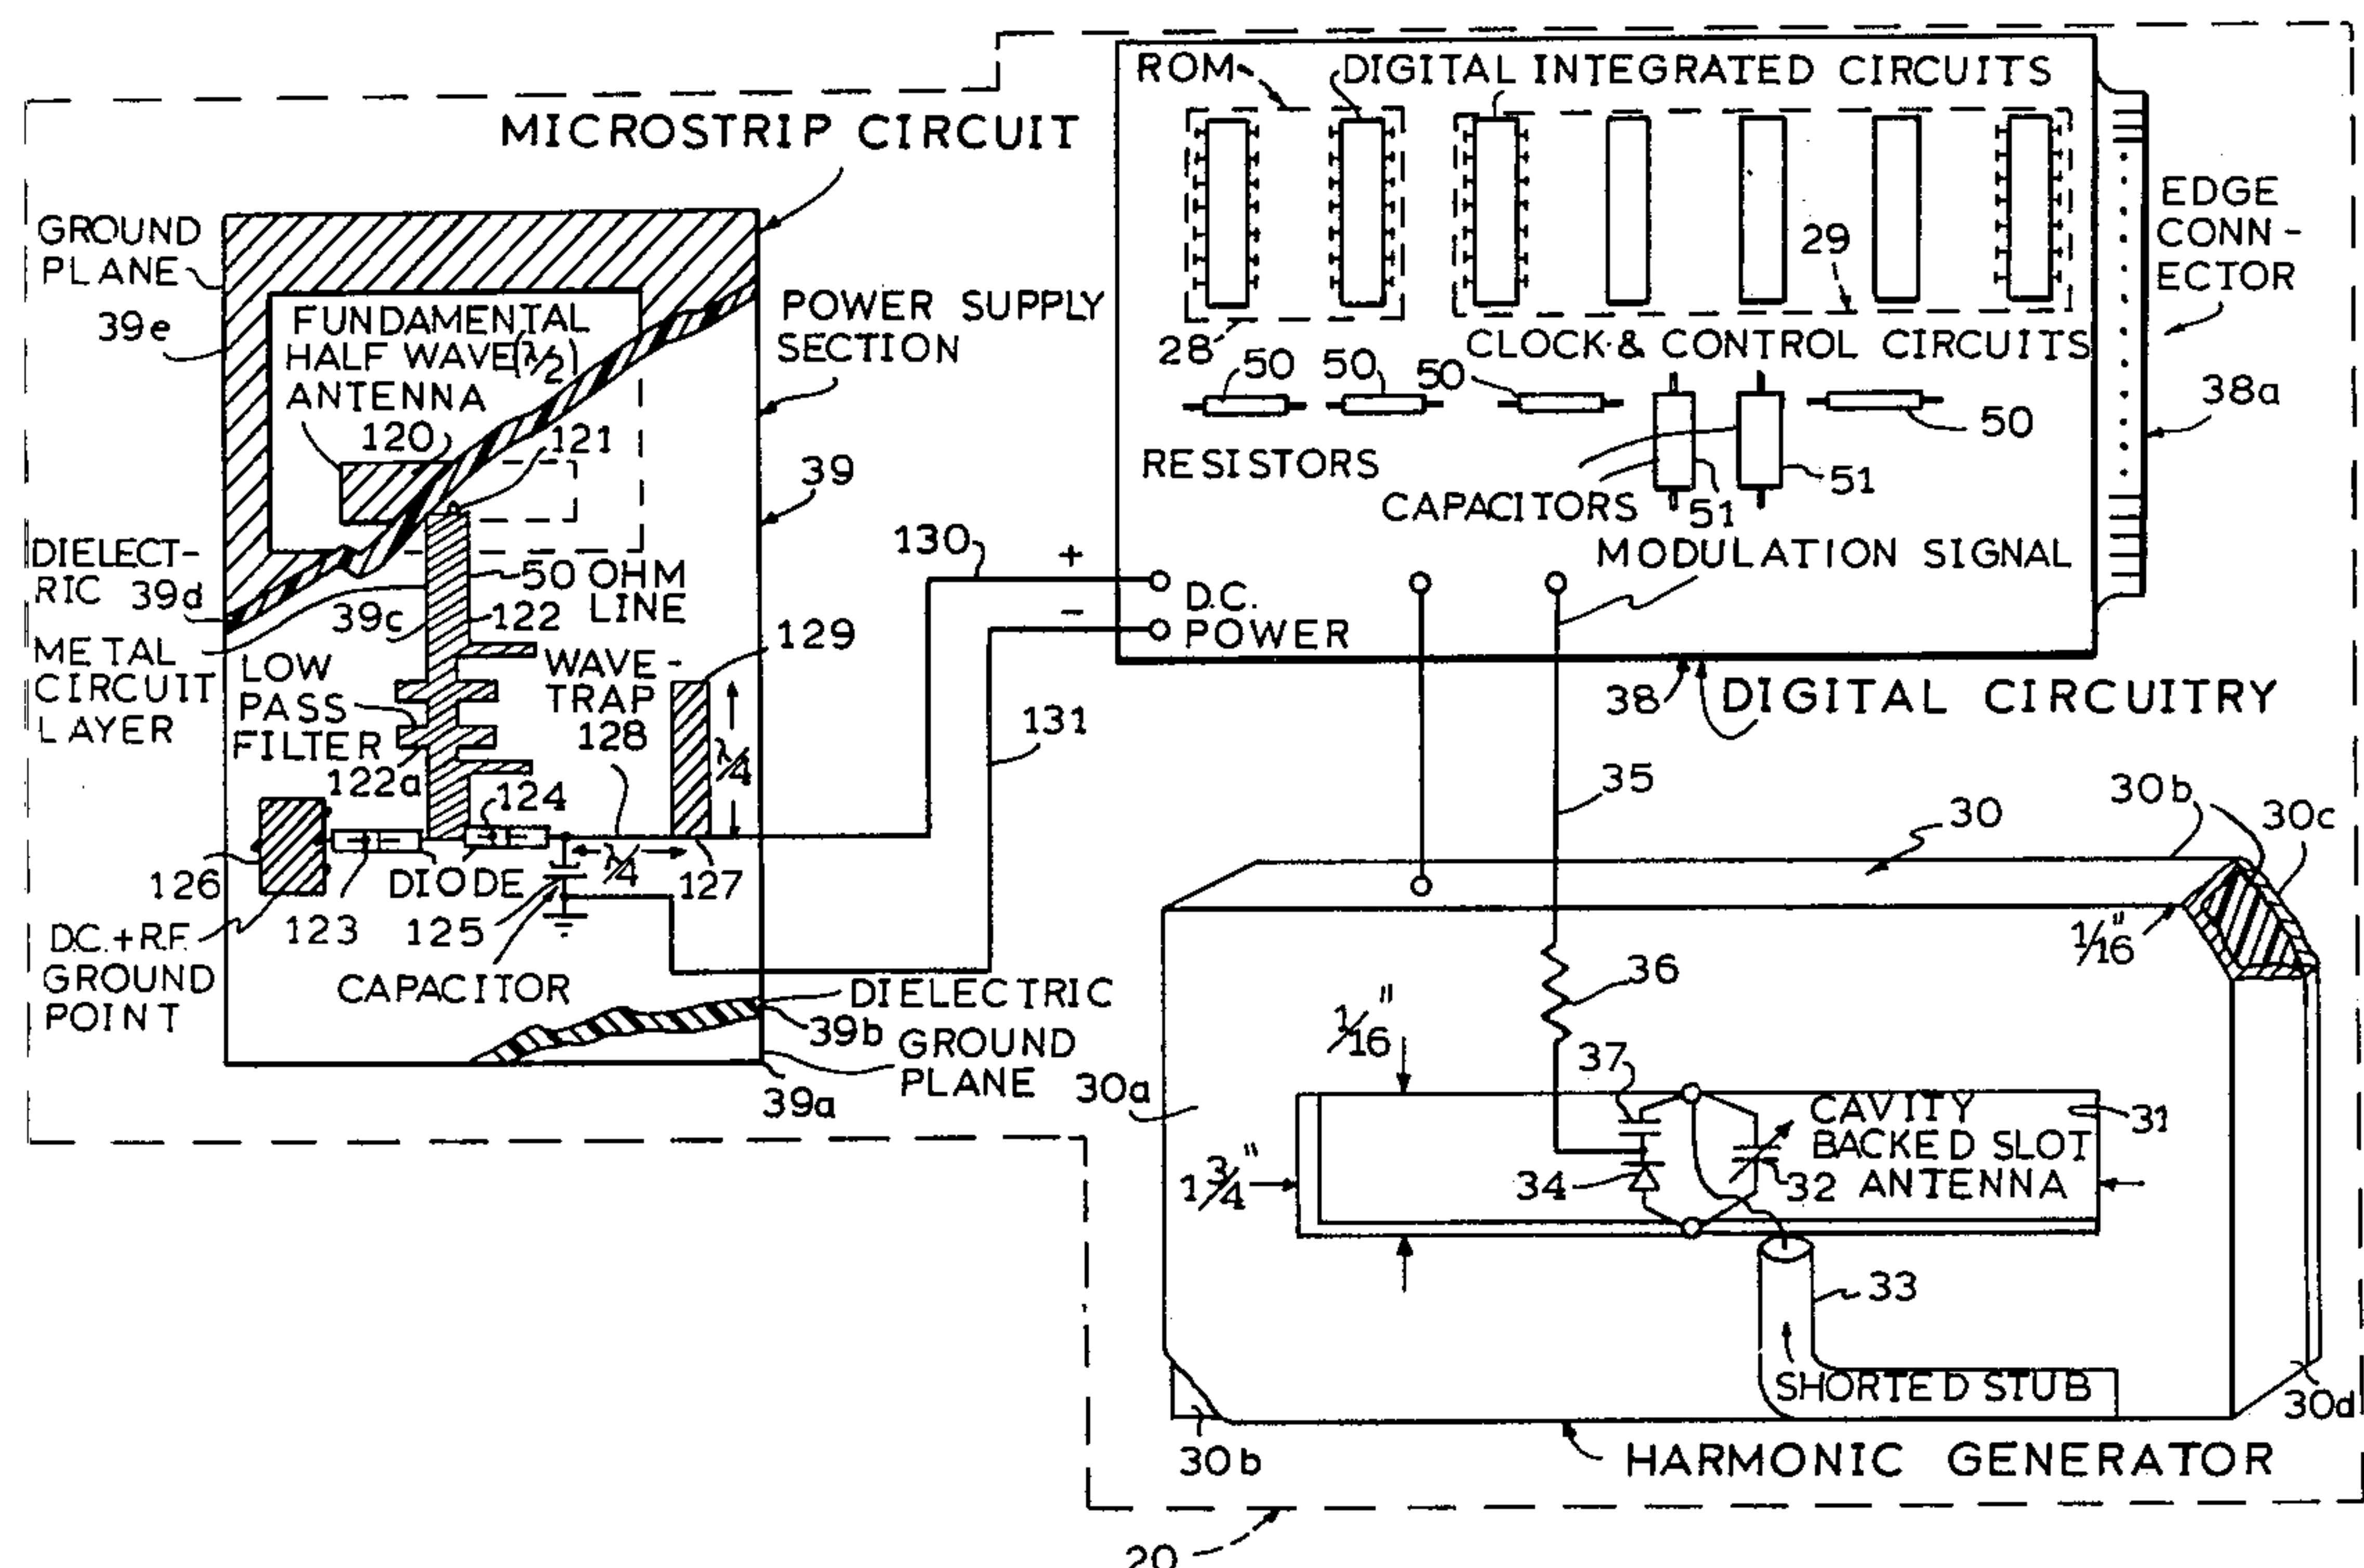 MICROSTRIP CIRCUIT
GROUND
PLANE
39e
FUNDAMENTAL
HALF WAVE (λ/2)
ANTENNA
120
121
POWER SUPPLY
SECTION
39
DIELECT-
RIC 39d
39c
50 OHM
LINE
122
METAL
CIRCUIT
LAYER
LOW
PASS
FILTER
122a
WAVE-
TRAP
128
129
λ/4
124
126
DIODE
λ/4
127
123
125
D.C.+R.F.
GROUND
POINT
CAPACITOR
DIELECTRIC
39b
GROUND
PLANE
39a
130
131
+
−
ROM
DIGITAL INTEGRATED CIRCUITS
29
28
CLOCK & CONTROL CIRCUITS
50
50
50
50
RESISTORS
CAPACITORS
51
51
MODULATION SIGNAL
D.C.
POWER
EDGE
CONN-
ECTOR
38a
38
DIGITAL CIRCUITRY
35
30
30b
30c
1/16"
36
1/16"
37
30a
CAVITY
BACKED SLOT
ANTENNA
31
1 3/4"
34
32
33
SHORTED STUB
30d
30b
HARMONIC GENERATOR
20